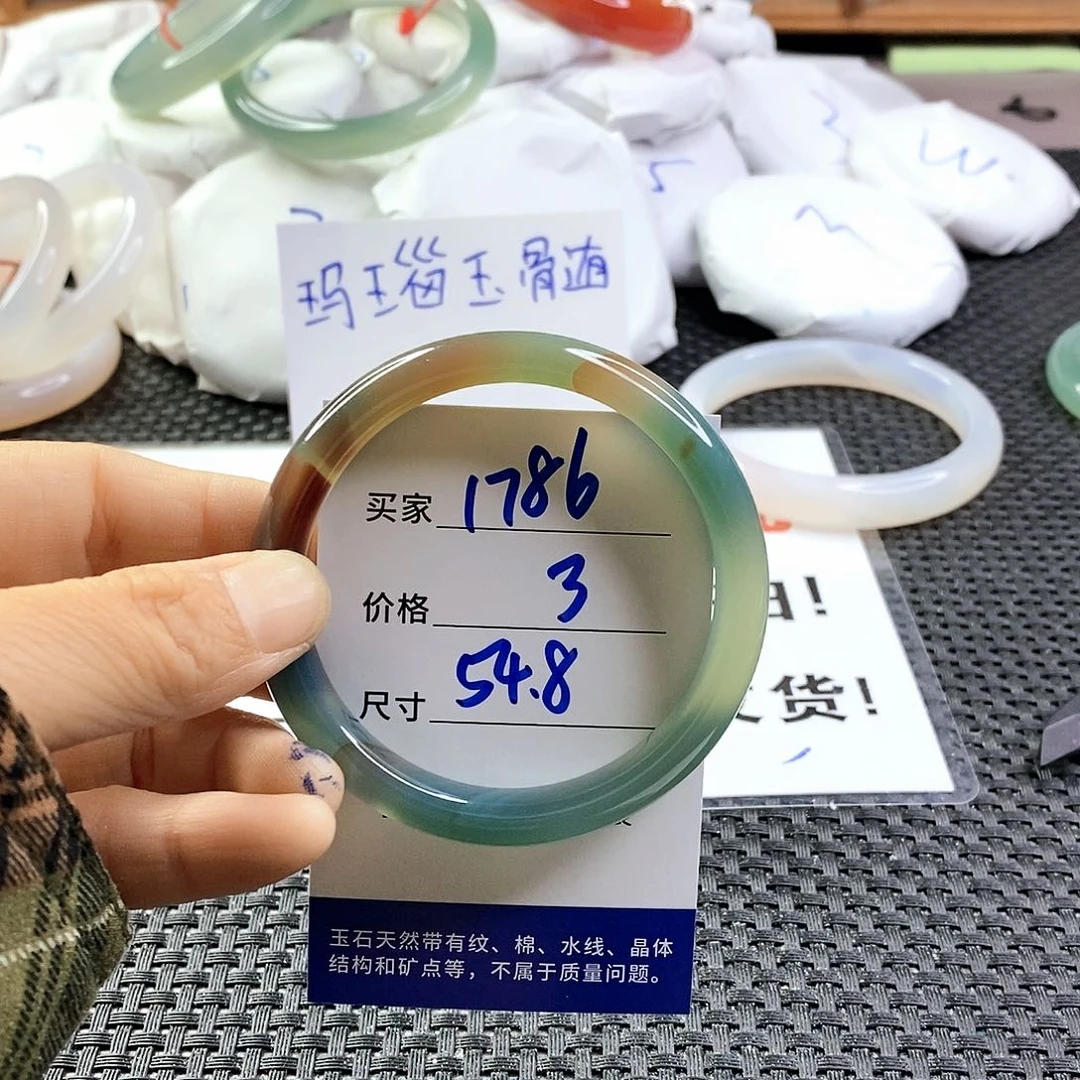 玛瑙玉骨髓
买家 1786
价格 3
尺寸 54.8
玉石天然带有纹、棉、水线、晶体
结构和矿点等，不属于质量问题。
货!
5
3
W.